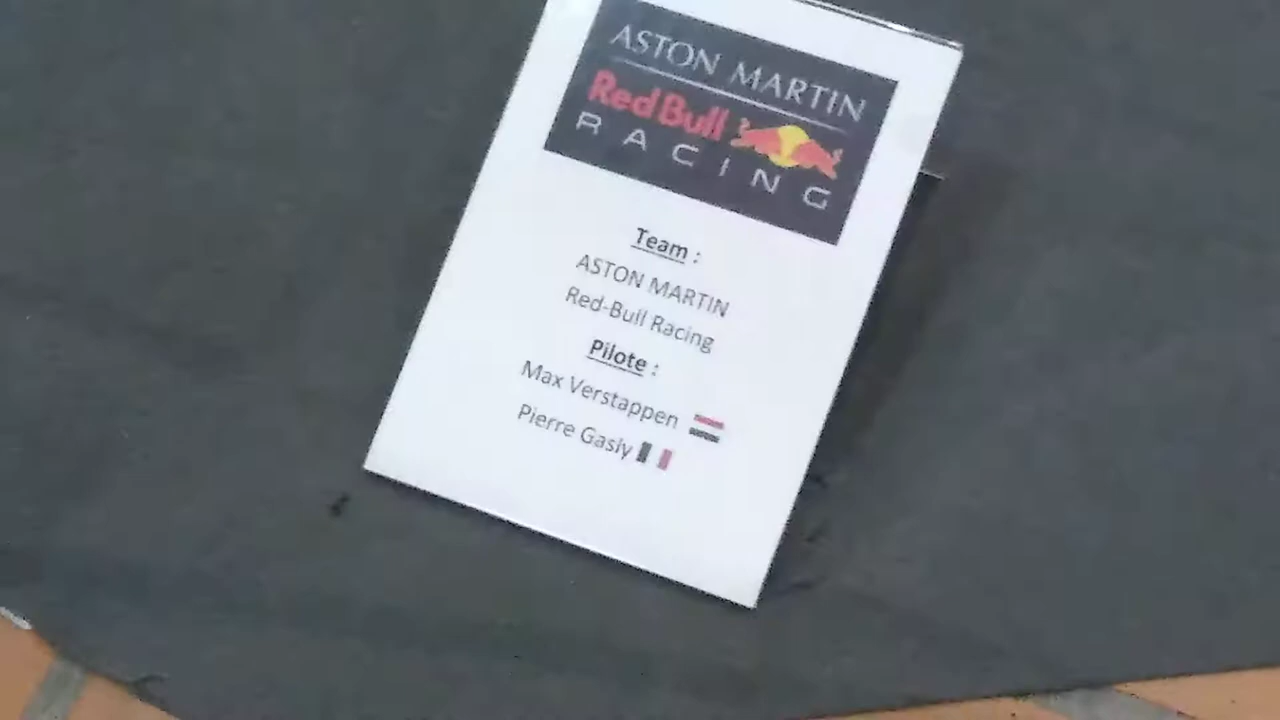 ASTON MARTIN
Red Bull
RACING
Team :
ASTON MARTIN
Red-Bull Racing
Pilote :
Max Verstappen
Pierre Gasly